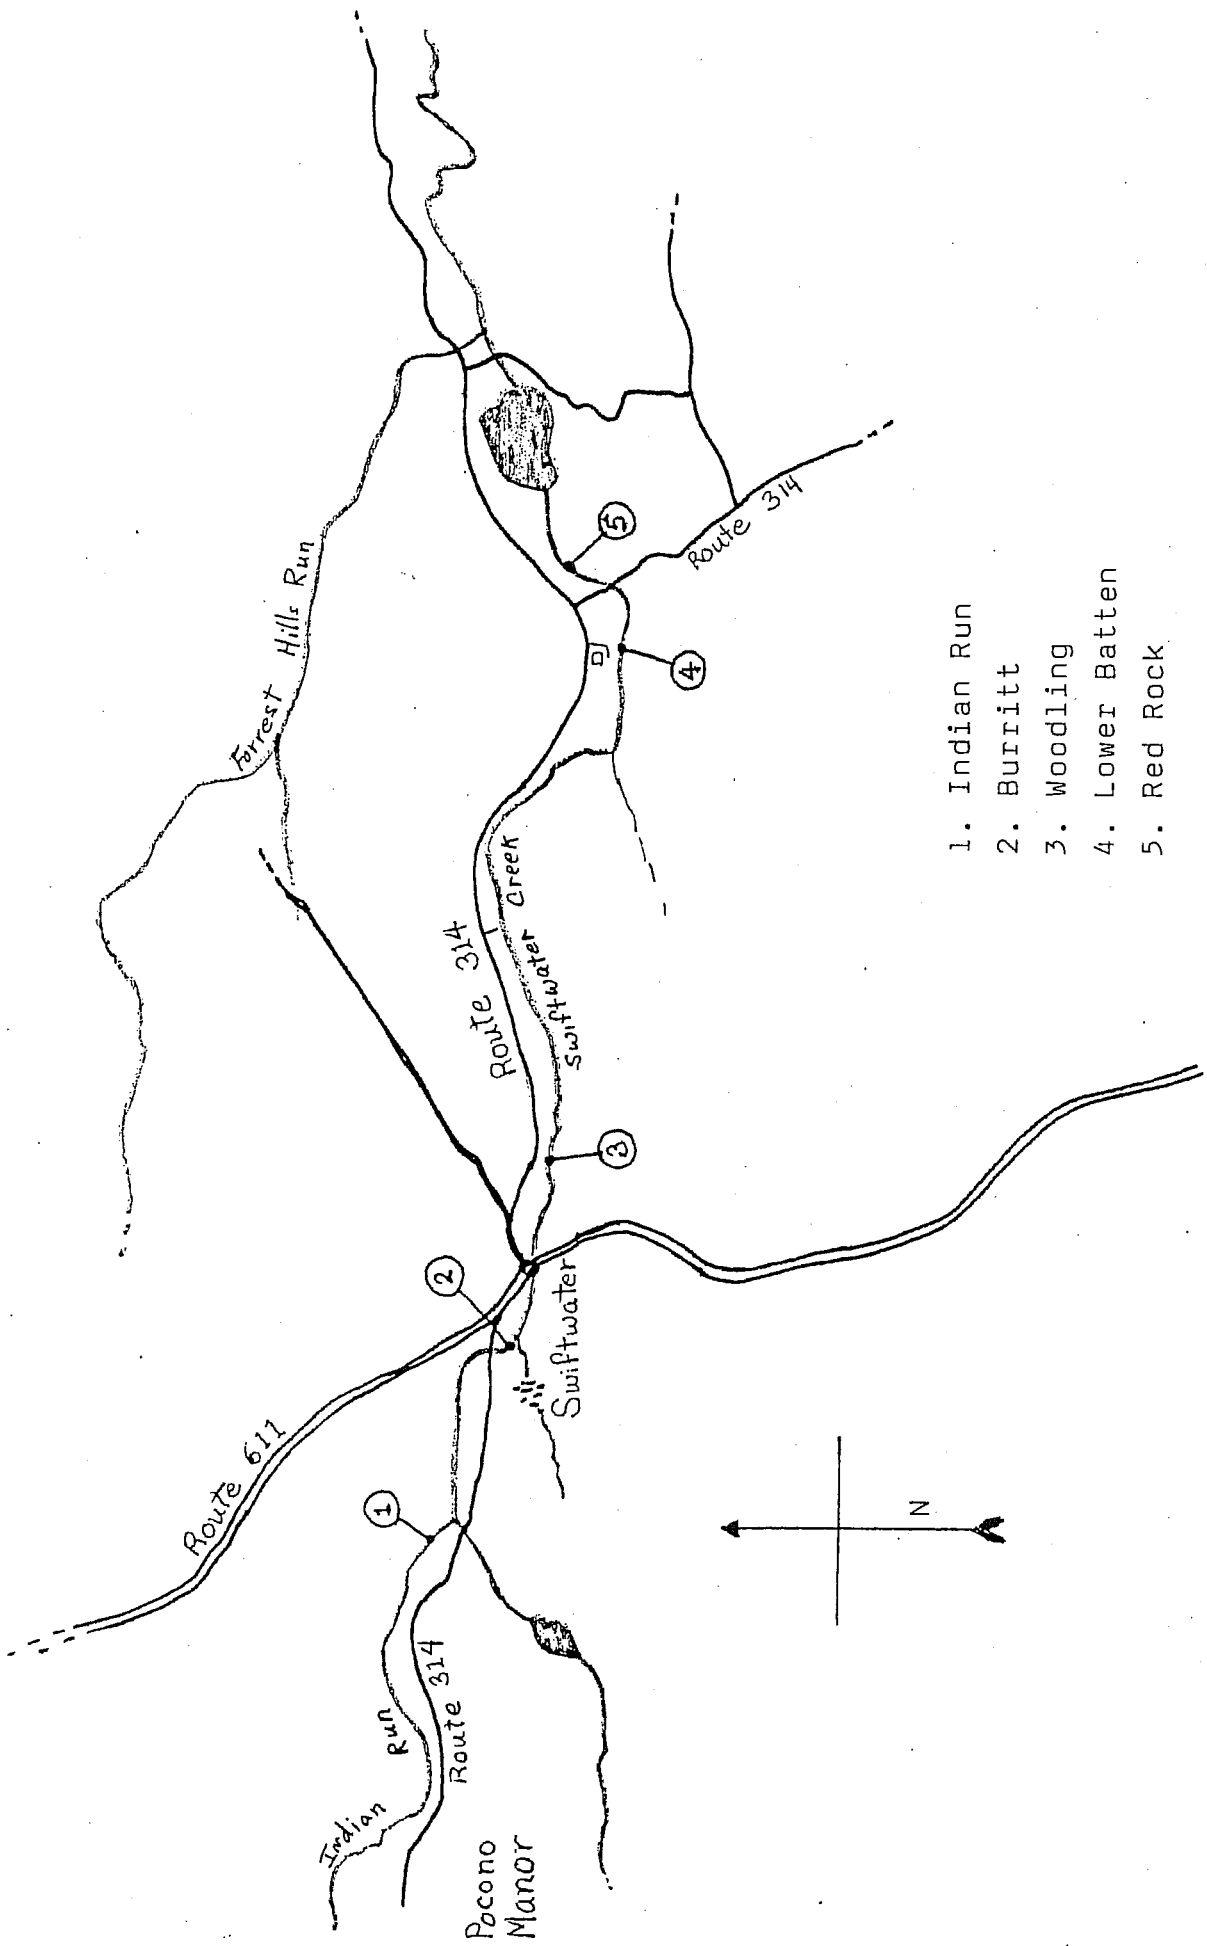 Forrest Hills Run
Route 611
Route 314
Swiftwater Creek
Route 314
Indian Run
Route 314
Pocono
Manor
Swiftwater
1
2
3
4
5
N
1. Indian Run
2. Burritt
3. Woodling
4. Lower Batten
5. Red Rock